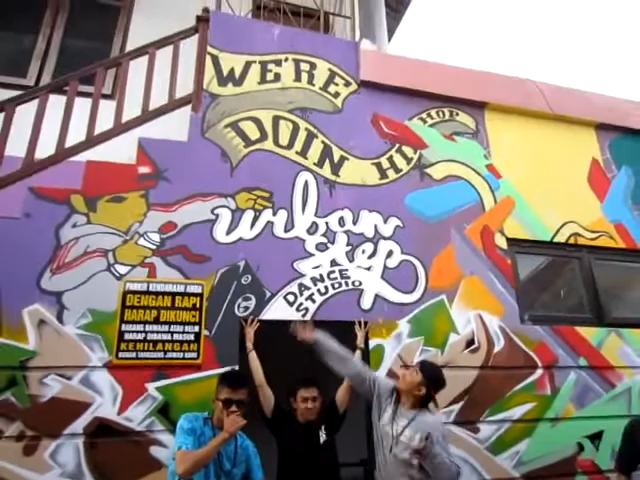 WE'RE
DOIN'
HIP
HOP
urban
Step
DANCE
STUDIO
PARKIR KENDARAAN ANDA
DENGAN RAPI
HARAP DIKUNCI
KEHILANGAN